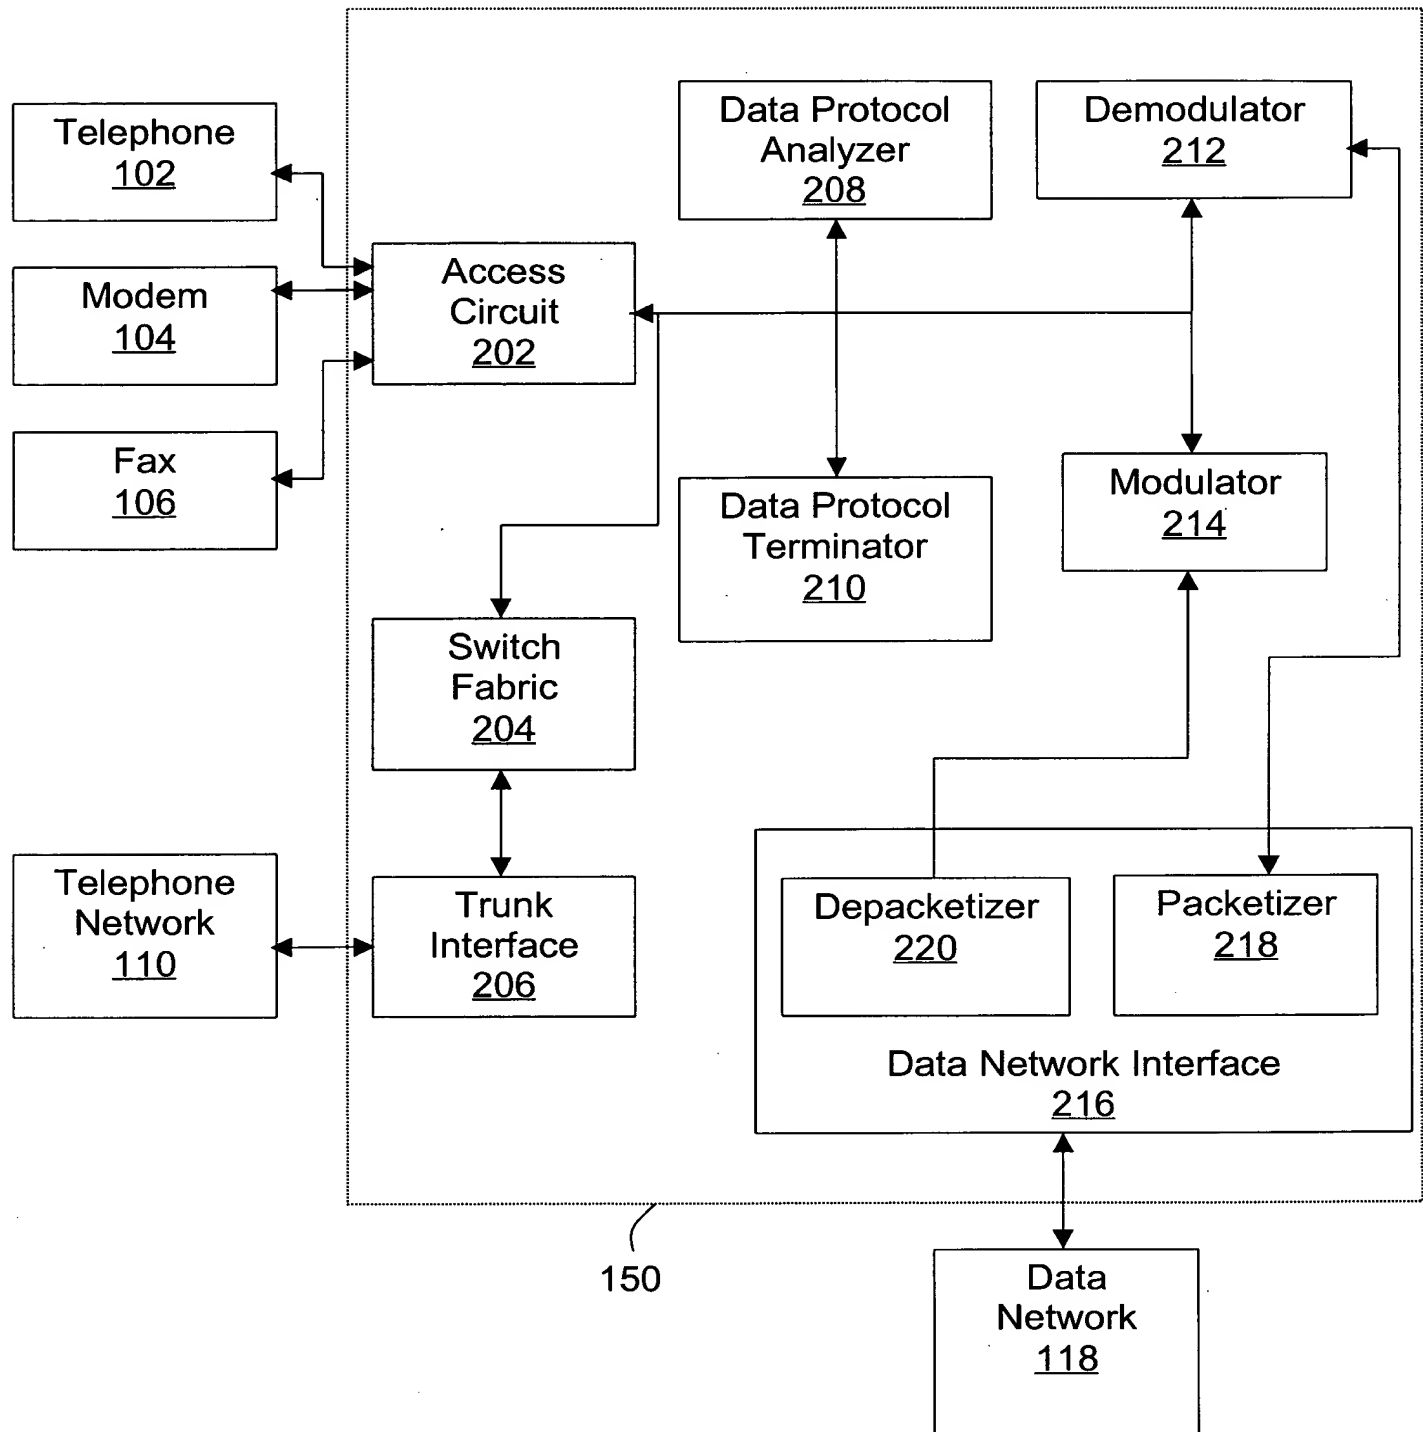 Telephone
102
Modem
104
Fax
106
Telephone
Network
110
Access
Circuit
202
Switch
Fabric
204
Trunk
Interface
206
Data Protocol
Analyzer
208
Data Protocol
Terminator
210
Demodulator
212
Modulator
214
Depacketizer
220
Packetizer
218
Data Network Interface
216
150
Data
Network
118